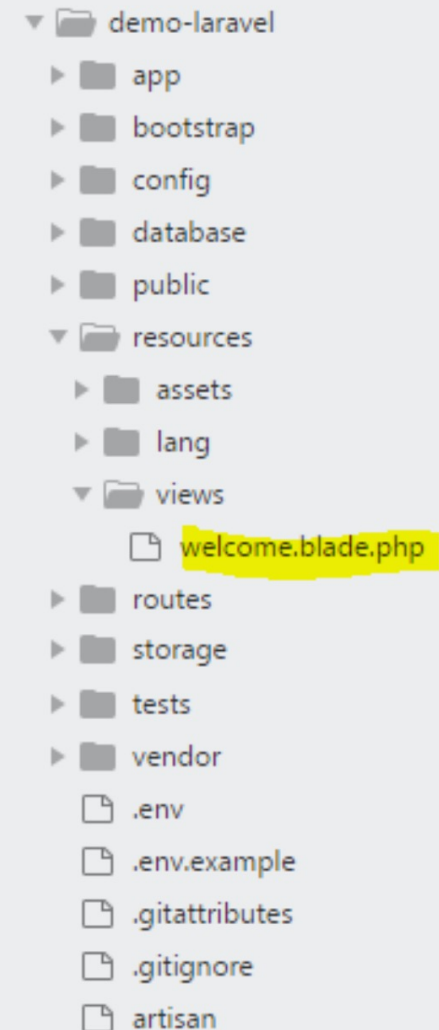 demo-laravel
app
bootstrap
config
database
public
resources
assets
lang
views
welcome.blade.php
routes
storage
tests
vendor
.env
.env.example
.gitattributes
.gitignore
artisan